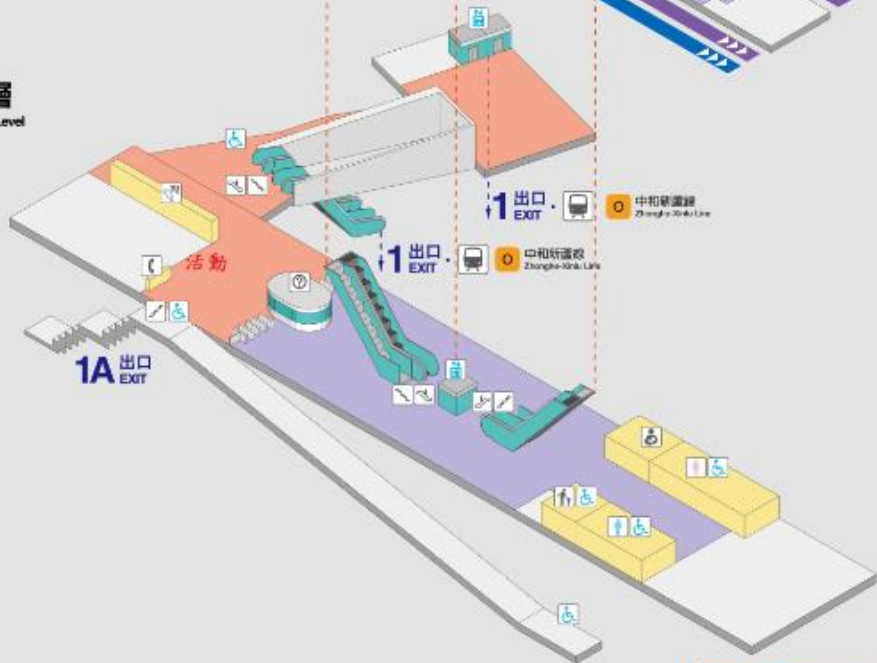 層
Level
1 出口 EXIT · O 中和新蘆線
Zhonghe-Xinlu Line
1 出口 EXIT · O 中和新蘆線
Zhonghe-Xinlu Line
活動
1A 出口 EXIT